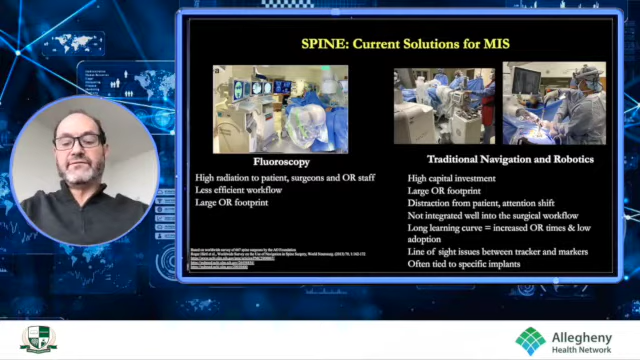 SPINE: Current Solutions for MIS
Fluoroscopy
High radiation to patient, surgeons and OR staff
Less efficient workflow
Large OR footprint
Traditional Navigation and Robotics
High capital investment
Large OR footprint
Distraction from patient, attention shift
Not integrated well into the surgical workflow
Long learning curve = increased OR times & low
adoption
Line of sight issues between tracker and markers
Often tied to specific implants
Allegheny
Health Network